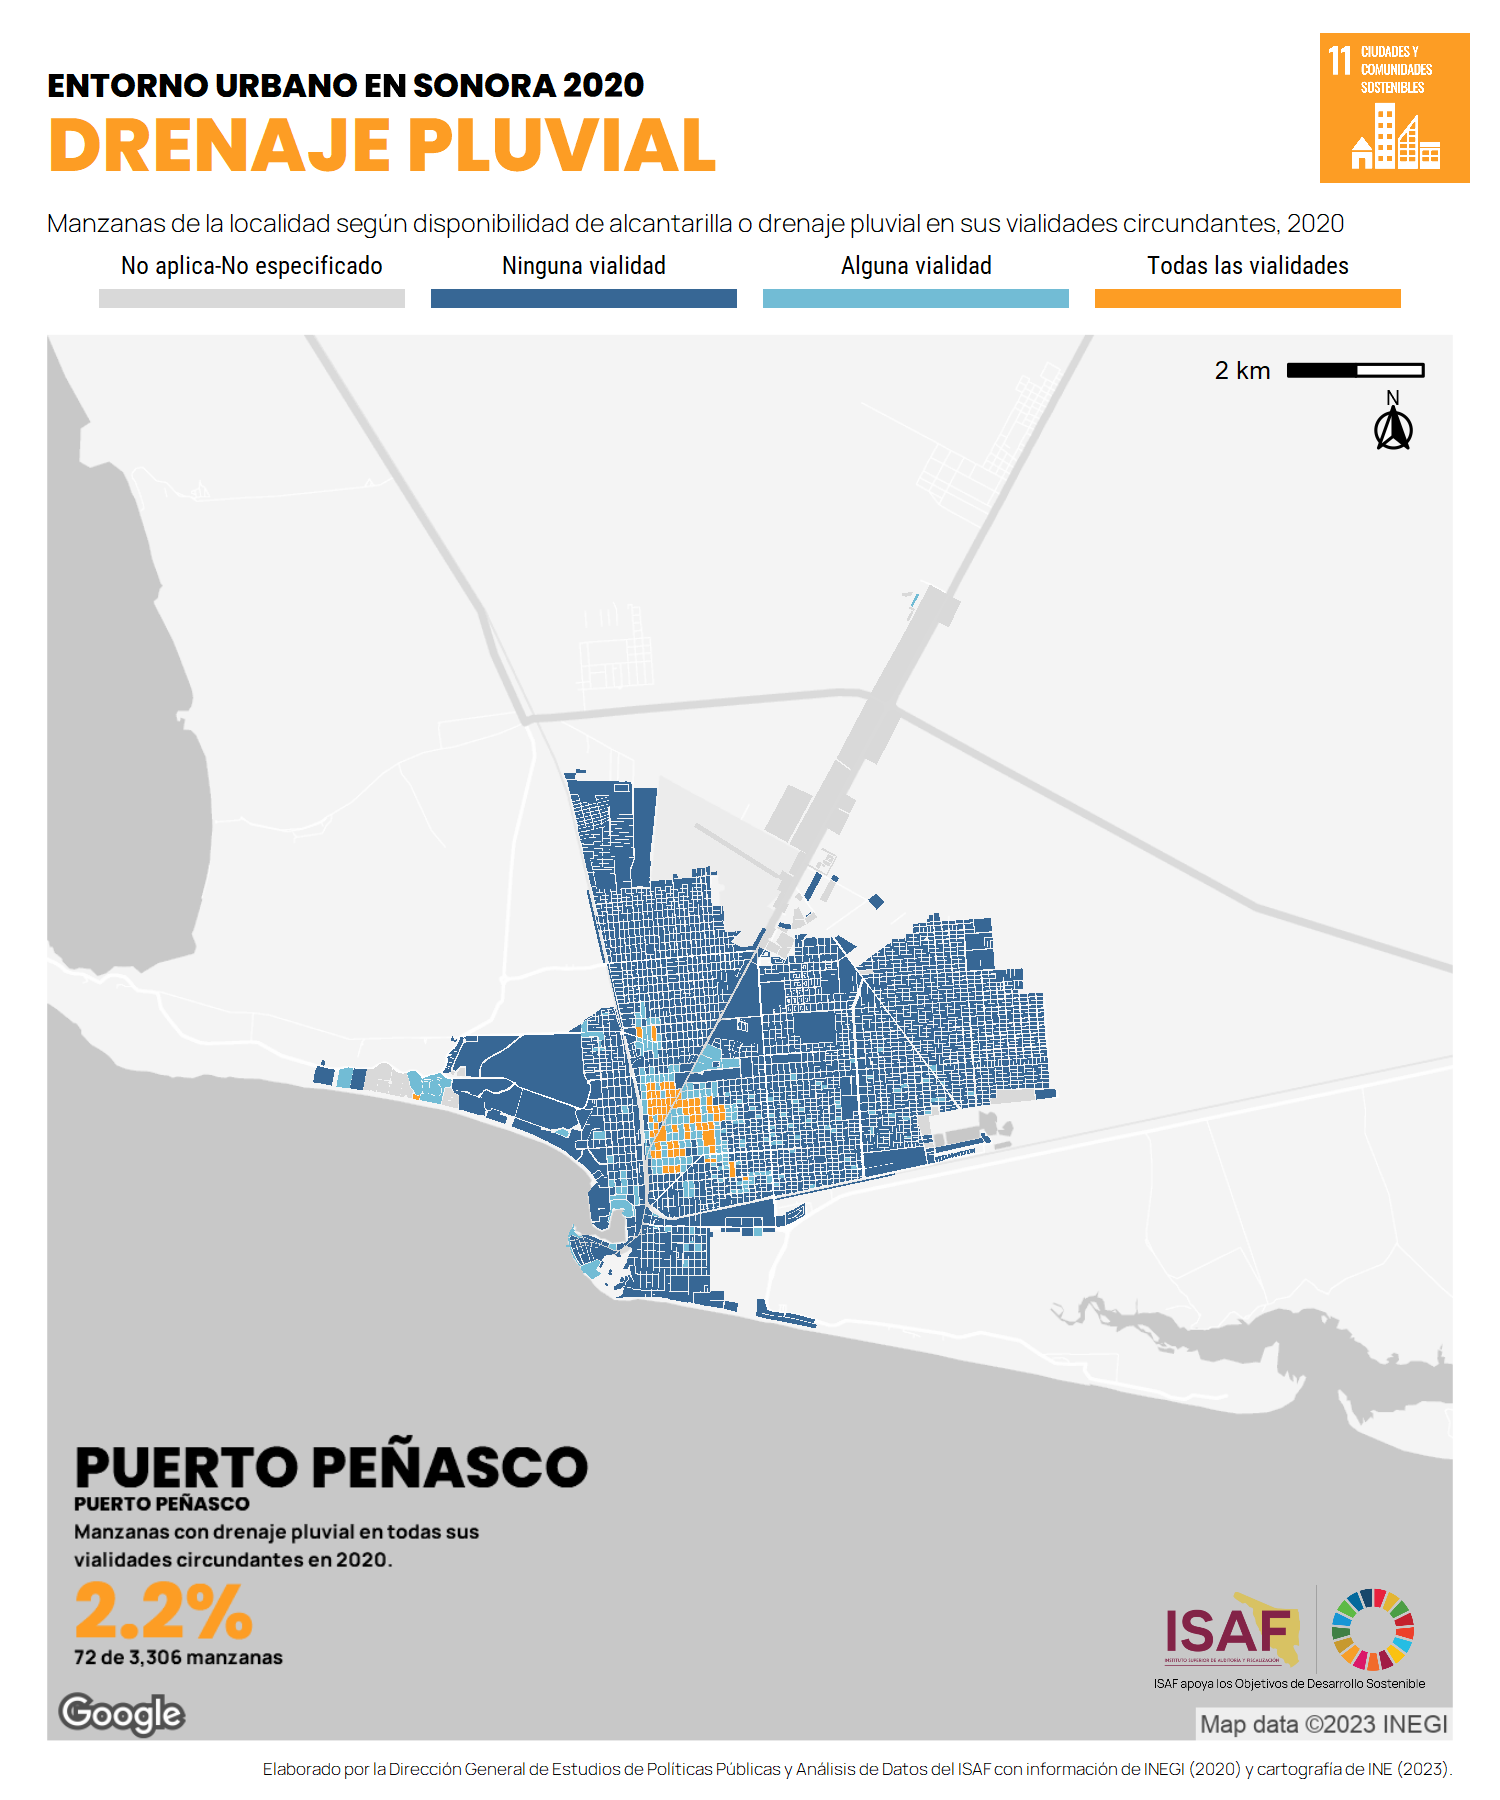 ENTORNO URBANO EN SONORA 2020
DRENAJE PLUVIAL
11 CIUDADES Y
COMUNIDADES
SOSTENIBLES
Manzanas de la localidad según disponibilidad de alcantarilla o drenaje pluvial en sus vialidades circundantes, 2020
No aplica-No especificado Ninguna vialidad Alguna vialidad Todas las vialidades
2 km
N
PUERTO PEÑASCO
PUERTO PEÑASCO
Manzanas con drenaje pluvial en todas sus
vialidades circundantes en 2020.
2.2%
72 de 3,306 manzanas
ISAF
INSTITUTO SUPERIOR DE AUDITORÍA Y FISCALIZACIÓN
ISAF apoya los Objetivos de Desarrollo Sostenible
Google
Map data ©2023 INEGI
Elaborado por la Dirección General de Estudios de Políticas Públicas y Análisis de Datos del ISAF con información de INEGI (2020) y cartografía de INE (2023).